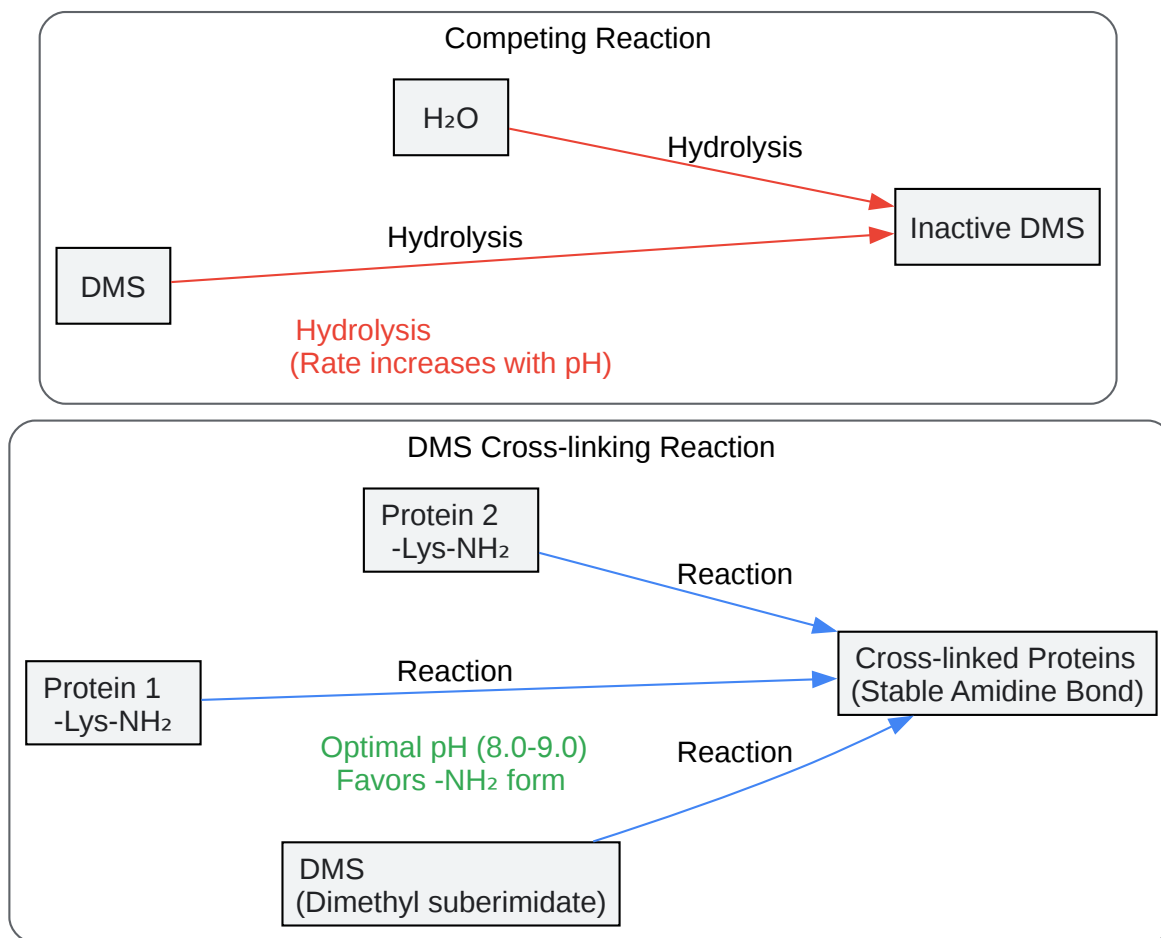 Competing Reaction
H₂O
Hydrolysis
Inactive DMS
Hydrolysis
DMS
Hydrolysis
(Rate increases with pH)
DMS Cross-linking Reaction
Protein 2
-Lys-NH₂
Reaction
Cross-linked Proteins
(Stable Amidine Bond)
Reaction
Protein 1
-Lys-NH₂
Optimal pH (8.0-9.0)
Favors -NH₂ form
Reaction
DMS
(Dimethyl suberimidate)